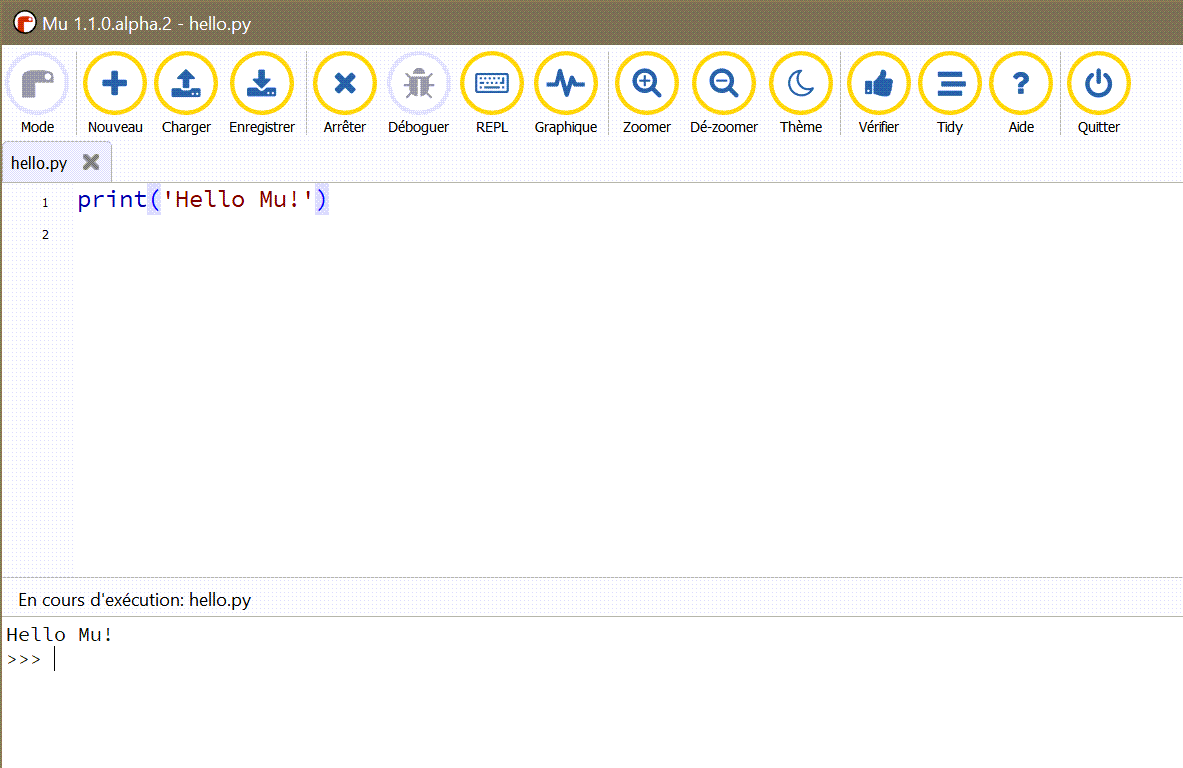 Mu 1.1.0.alpha.2 - hello.py
Mode Nouveau Charger Enregistrer Arrêter Déboguer REPL Graphique Zoomer Dé-zoomer Thème Vérifier Tidy Aide Quitter
hello.py
1 print('Hello Mu!')
2
En cours d'exécution: hello.py
Hello Mu!
>>>